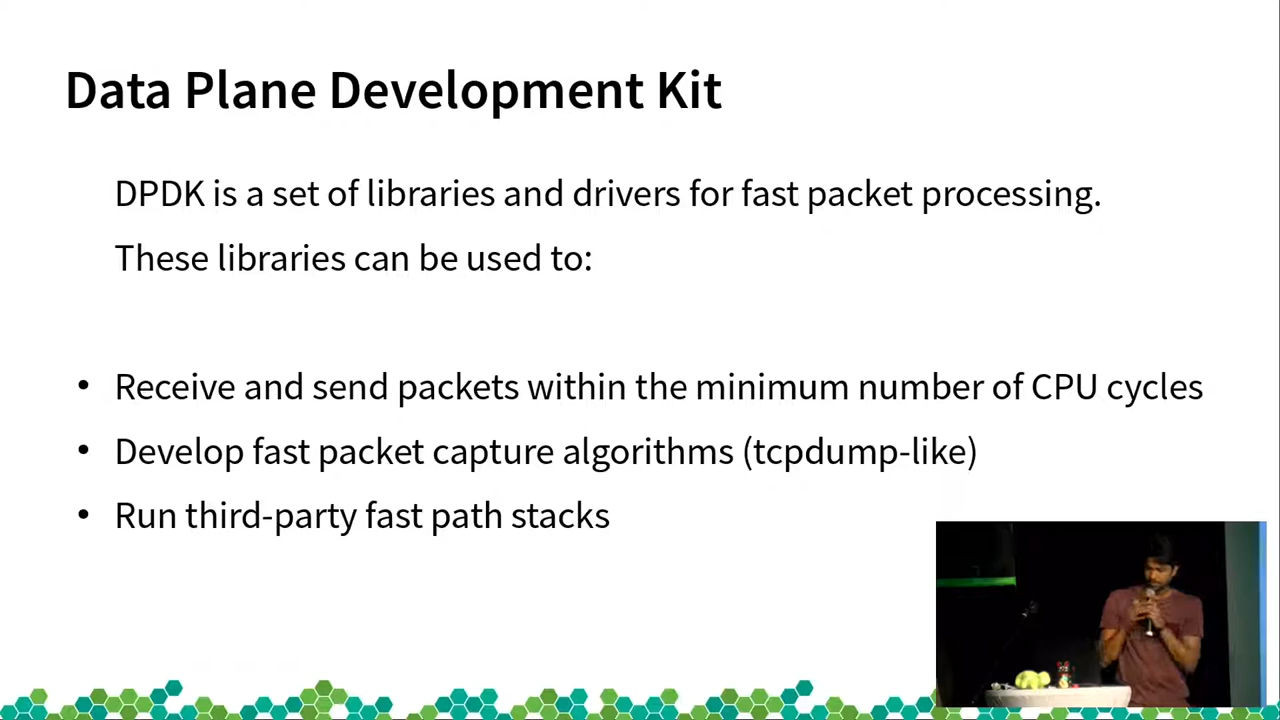 Data Plane Development Kit
DPDK is a set of libraries and drivers for fast packet processing.
These libraries can be used to:
• Receive and send packets within the minimum number of CPU cycles
• Develop fast packet capture algorithms (tcpdump-like)
• Run third-party fast path stacks